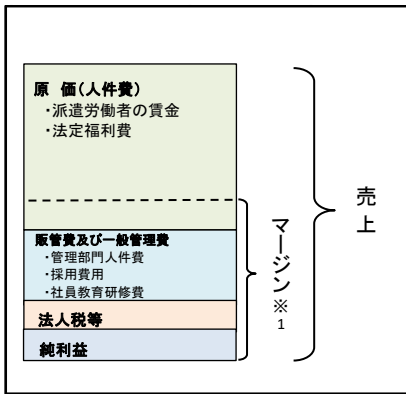 原　価(人件費)
・派遣労働者の賃金
・法定福利費
販管費及び一般管理費
・管理部門人件費
・採用費用
・社員教育研修費
法人税等
純利益
マージン※1
売上